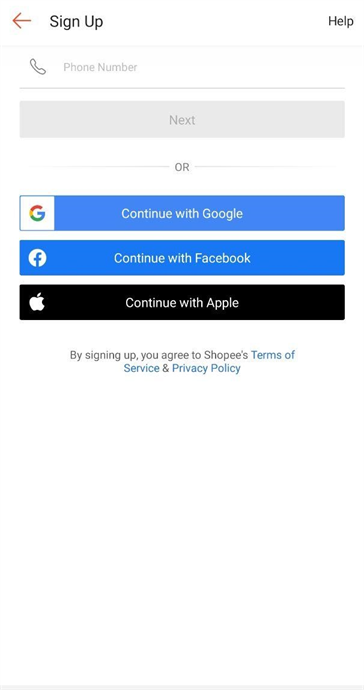 Sign Up
Help
Phone Number
Next
OR
Continue with Google
Continue with Facebook
Continue with Apple
By signing up, you agree to Shopee's Terms of
Service & Privacy Policy